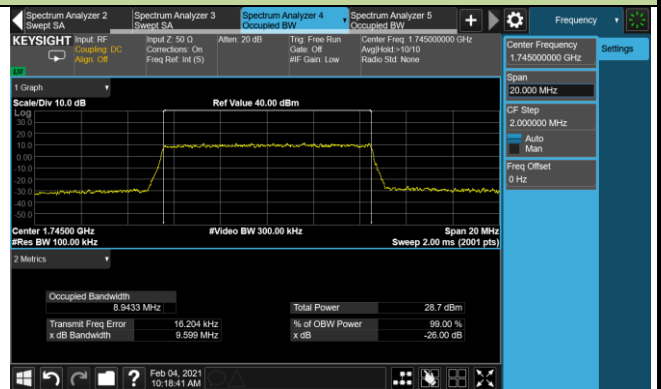 Spectrum Analyzer 2
Swept SA
Spectrum Analyzer 3
Swept SA
Spectrum Analyzer 4
Occupied BW
Spectrum Analyzer 5
Occupied BW
+
Frequency
KEYSIGHT
Input: RF
Coupling: DC
Align: Off
Input Z: 50 Ω
Corrections: On
Freq Ref: Int (S)
Atten: 20 dB
Trig: Free Run
Gate: Off
#IF Gain: Low
Center Freq: 1.745000000 GHz
Avg|Hold:>10/10
Radio Std: None
Center Frequency
1.745000000 GHz
Settings
Span
20.000 MHz
CF Step
2.000000 MHz
Auto
Man
Freq Offset
0 Hz
1 Graph
Scale/Div 10.0 dB
Ref Value 40.00 dBm
Log
30.0
20.0
10.0
0.00
-10.0
-20.0
-30.0
-40.0
-50.0
Center 1.74500 GHz
#Video BW 300.00 kHz
Span 20 MHz
#Res BW 100.00 kHz
Sweep 2.00 ms (2001 pts)
2 Metrics
Occupied Bandwidth
8.9433 MHz
Total Power 28.7 dBm
Transmit Freq Error 16.204 kHz
% of OBW Power 99.00 %
x dB Bandwidth 9.599 MHz
x dB -26.00 dB
?
Feb 04, 2021
10:18:41 AM